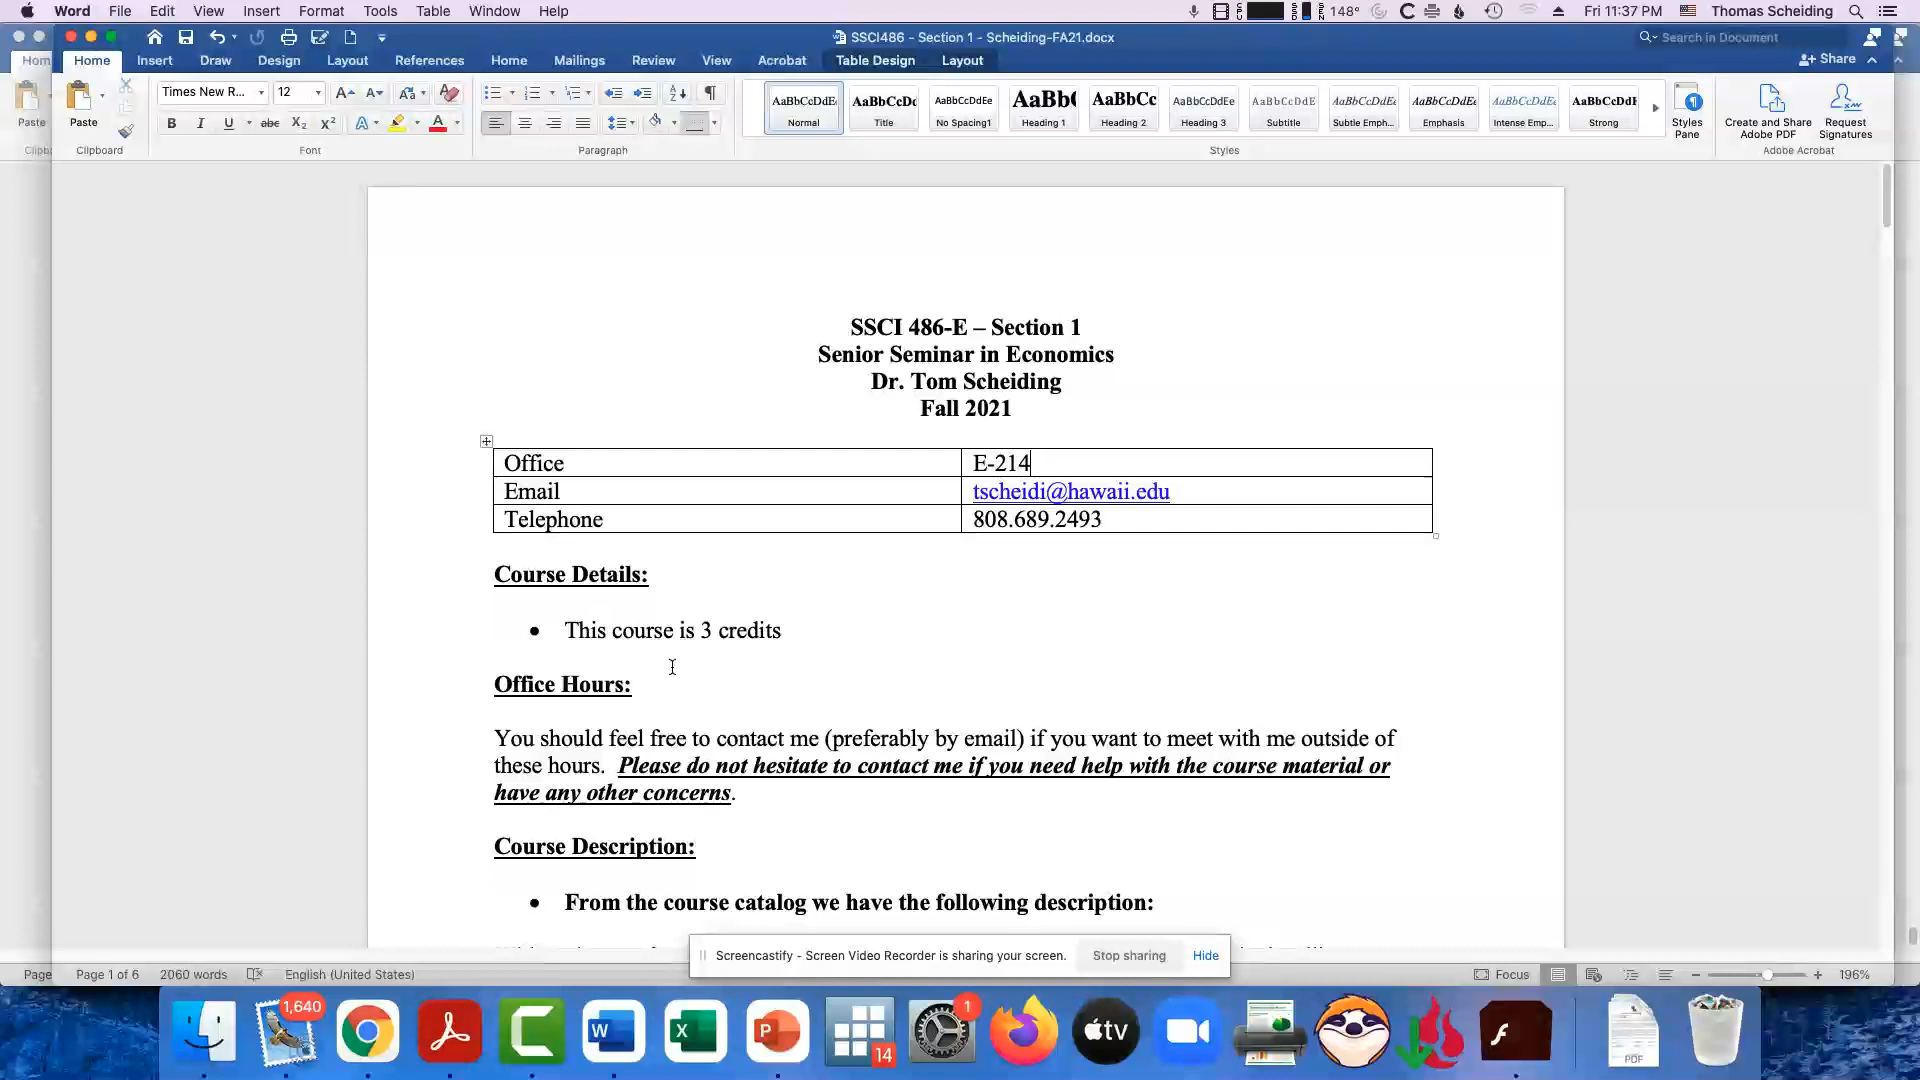 Word File Edit View Insert Format Tools Table Window Help
148° Fri 11:37 PM Thomas Scheiding
SSCI486 - Section 1 - Scheiding-FA21.docx
Search in Document
Hom Home Insert Draw Design Layout References Home Mailings Review View Acrobat Table Design Layout Share
Paste Paste Times New R... 12
AaBbCcDdEe Normal
AaBbCcDd Title
AaBbCcDdEe No Spacing1
AaBb( Heading 1
AaBbCc Heading 2
AaBbCcDdEe Heading 3
AaBbCcDdE Subtitle
AaBbCcDdEe Subtle Emph...
AaBbCcDdEe Emphasis
AaBbCcDdEe Intense Emp...
AaBbCcDdE Strong
Styles Pane
Create and Share Adobe PDF
Request Signatures
Clipboard Font Paragraph Styles Adobe Acrobat
SSCI 486-E – Section 1
Senior Seminar in Economics
Dr. Tom Scheiding
Fall 2021
Office E-214
Email tscheidi@hawaii.edu
Telephone 808.689.2493
Course Details:
• This course is 3 credits
Office Hours:
You should feel free to contact me (preferably by email) if you want to meet with me outside of
these hours. Please do not hesitate to contact me if you need help with the course material or
have any other concerns.
Course Description:
• From the course catalog we have the following description:
Screencastify - Screen Video Recorder is sharing your screen. Stop sharing Hide
Page Page 1 of 6 2060 words English (United States) Focus 196%
1,640
14
1
tv
PDF